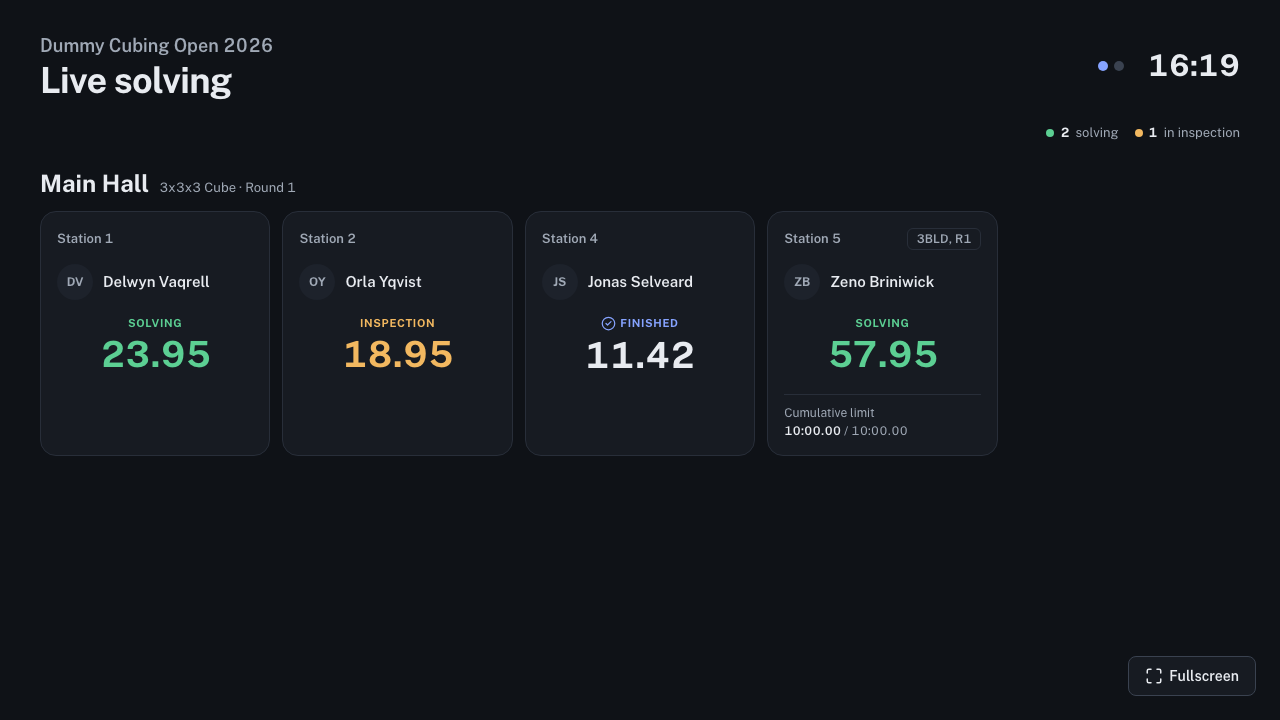 Dummy Cubing Open 2026
Live solving
16:19
2 solving 1 in inspection
Main Hall 3x3x3 Cube · Round 1
Station 1
DV Delwyn Vaqrell
SOLVING
23.95
Station 2
OY Orla Yqvist
INSPECTION
18.95
Station 4
JS Jonas Selveard
FINISHED
11.42
Station 5 3BLD, R1
ZB Zeno Briniwick
SOLVING
57.95
Cumulative limit
10:00.00 / 10:00.00
Fullscreen